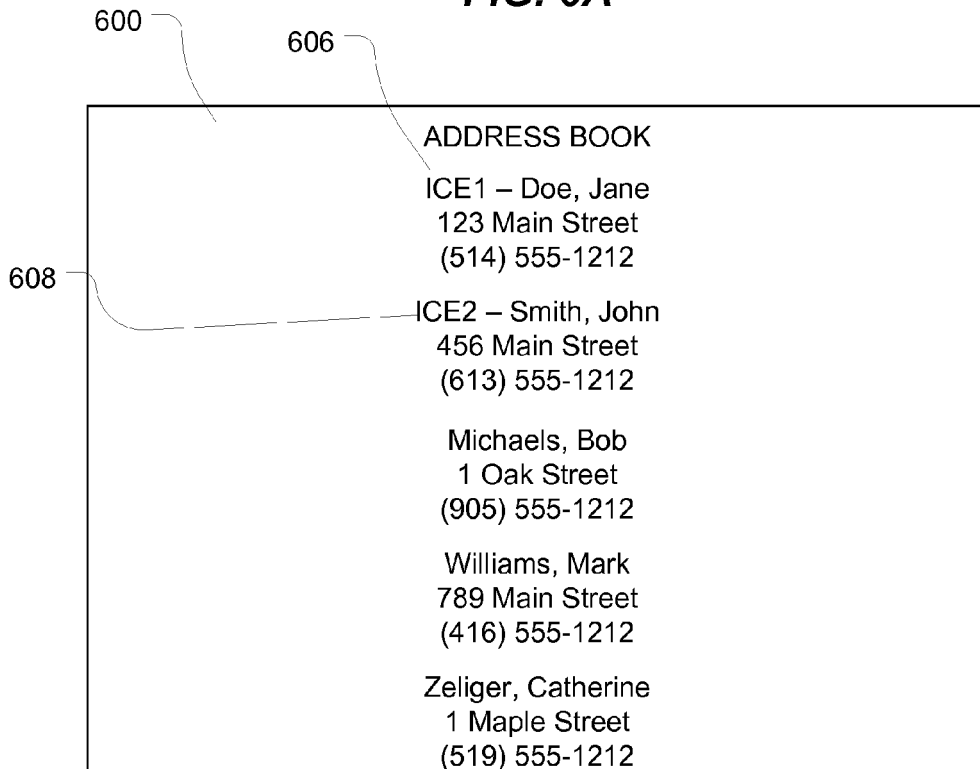 600
606
ADDRESS BOOK
ICE1 – Doe, Jane
123 Main Street
(514) 555-1212
608
ICE2 – Smith, John
456 Main Street
(613) 555-1212
Michaels, Bob
1 Oak Street
(905) 555-1212
Williams, Mark
789 Main Street
(416) 555-1212
Zeliger, Catherine
1 Maple Street
(519) 555-1212